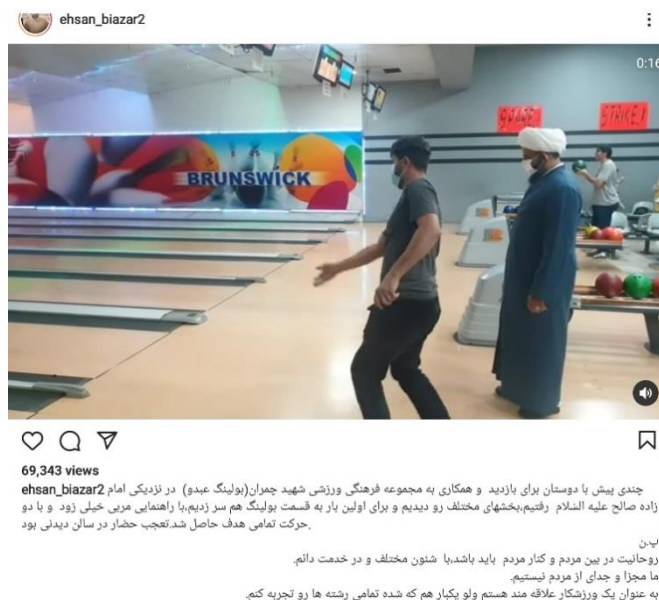 ehsan_biazar2
0:16
SPARE
STRIKE
BRUNSWICK
69,343 views
ehsan_biazar2 چندی پیش با دوستان برای بازدید و همکاری به مجموعه فرهنگی ورزشی شهید چمران(بولینگ عبدو) در نزدیکی امام
زاده صالح علیه السّلام رفتیم،بخشهای مختلف رو دیدیم و برای اولین بار به قسمت بولینگ هم سر زدیم،با راهنمایی مربی خیلی زود و با دو
حرکت تمامی هدف حاصل شد.تعجب حضار در سالن دیدنی بود.
پ.ن
روحانیت در بین مردم و کنار مردم باید باشد،با شئون مختلف و در خدمت دائم.
ما مجزا و جدای از مردم نیستیم.
به عنوان یک ورزشکار علاقه مند هستم ولو یکبار هم که شده تمامی رشته ها رو تجربه کنم.